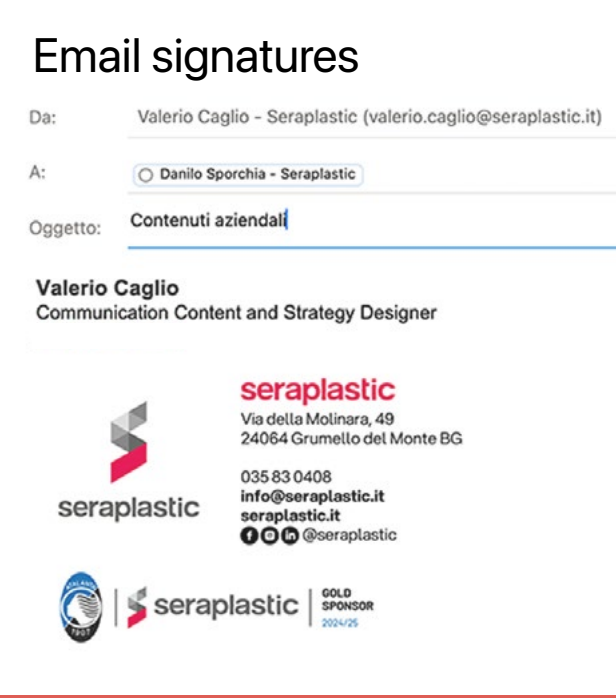 Email signatures
Da: Valerio Caglio - Seraplastic (valerio.caglio@seraplastic.it)
A: Danilo Sporchia - Seraplastic
Oggetto: Contenuti aziendali
Valerio Caglio
Communication Content and Strategy Designer
seraplastic
seraplastic
Via della Molinara, 49
24064 Grumello del Monte BG
035 83 0408
info@seraplastic.it
seraplastic.it
@seraplastic
ATALANTA
1907
seraplastic
GOLD
SPONSOR
2024/25